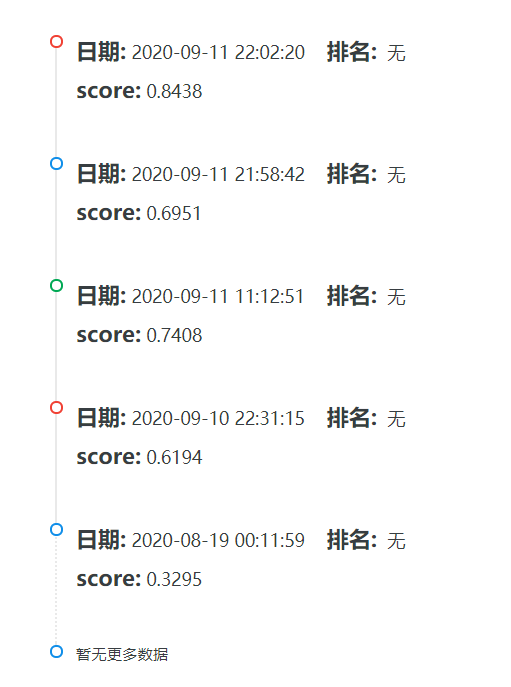 日期: 2020-09-11 22:02:20 排名: 无
score: 0.8438
日期: 2020-09-11 21:58:42 排名: 无
score: 0.6951
日期: 2020-09-11 11:12:51 排名: 无
score: 0.7408
日期: 2020-09-10 22:31:15 排名: 无
score: 0.6194
日期: 2020-08-19 00:11:59 排名: 无
score: 0.3295
暂无更多数据